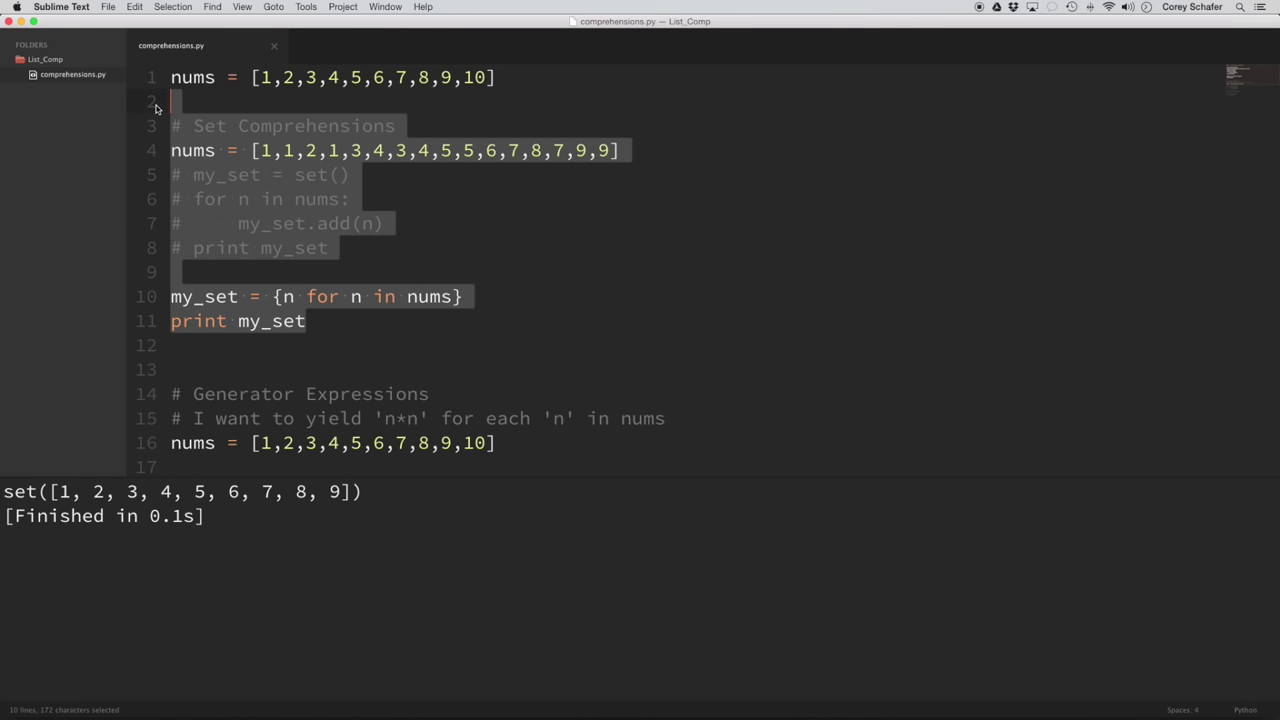 Sublime Text File Edit Selection Find View Goto Tools Project Window Help Corey Schafer
comprehensions.py — List_Comp
FOLDERS
List_Comp
comprehensions.py
comprehensions.py
1 nums = [1,2,3,4,5,6,7,8,9,10]
2
3 # Set Comprehensions
4 nums = [1,1,2,1,3,4,3,4,5,5,6,7,8,7,9,9]
5 # my_set = set()
6 # for n in nums:
7 #     my_set.add(n)
8 # print my_set
9
10 my_set = {n for n in nums}
11 print my_set
12
13
14 # Generator Expressions
15 # I want to yield 'n*n' for each 'n' in nums
16 nums = [1,2,3,4,5,6,7,8,9,10]
17
set([1, 2, 3, 4, 5, 6, 7, 8, 9])
[Finished in 0.1s]
10 lines, 172 characters selected Spaces: 4 Python